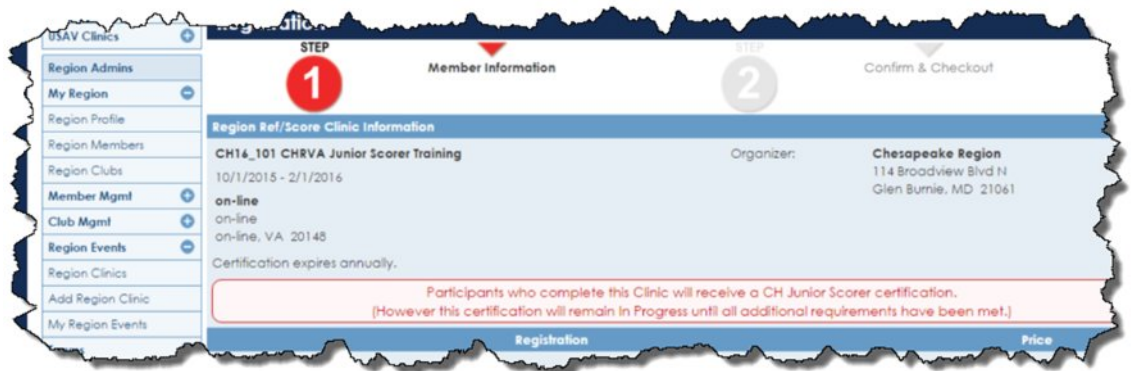 USAV Clinics
Region Admins
My Region
Region Profile
Region Members
Region Clubs
Member Mgmt
Club Mgmt
Region Events
Region Clinics
Add Region Clinic
My Region Events
STEP
1
Member Information
STEP
2
Confirm & Checkout
Region Ref/Score Clinic Information
CH16_101 CHRVA Junior Scorer Training
10/1/2015 - 2/1/2016
on-line
on-line
on-line, VA 20148
Certification expires annually.
Organizer:
Chesapeake Region
114 Broadview Blvd N
Glen Burnie, MD 21061
Participants who complete this Clinic will receive a CH Junior Scorer certification.
(However this certification will remain In Progress until all additional requirements have been met.)
Registration
Price